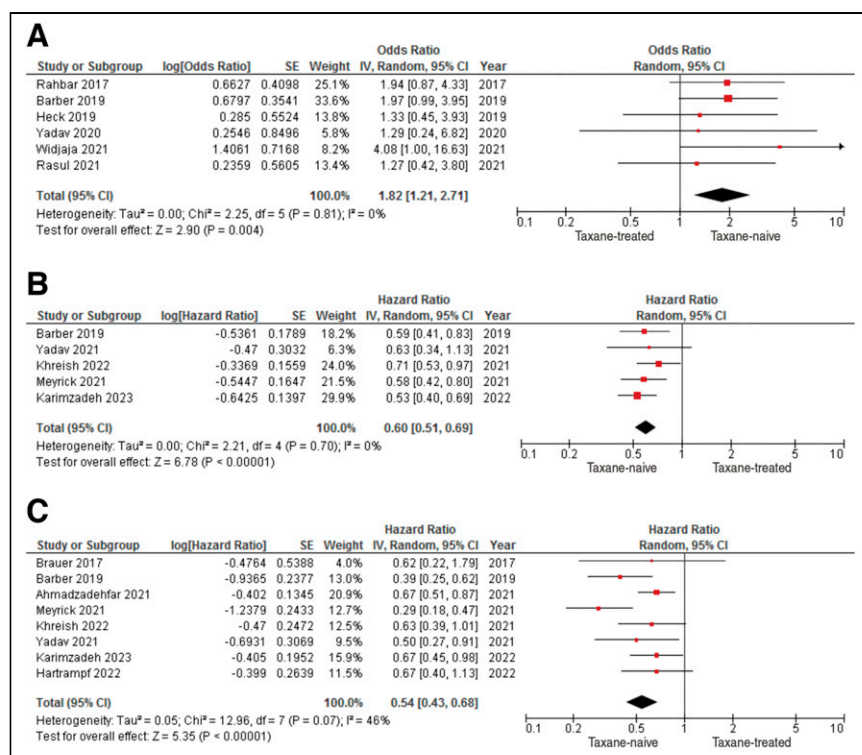 A
Odds Ratio Odds Ratio
Study or Subgroup log[Odds Ratio] SE Weight IV, Random, 95% CI Year Random, 95% CI
Rahbar 2017 0.6627 0.4098 25.1% 1.94 [0.87, 4.33] 2017
Barber 2019 0.6797 0.3541 33.6% 1.97 [0.99, 3.95] 2019
Heck 2019 0.285 0.5524 13.8% 1.33 [0.45, 3.93] 2019
Yadav 2020 0.2546 0.8496 5.8% 1.29 [0.24, 6.82] 2020
Widjaja 2021 1.4061 0.7168 8.2% 4.08 [1.00, 16.63] 2021
Rasul 2021 0.2359 0.5605 13.4% 1.27 [0.42, 3.80] 2021
Total (95% CI) 100.0% 1.82 [1.21, 2.71]
Heterogeneity: Tau² = 0.00; Chi² = 2.25, df = 5 (P = 0.81); I² = 0%
Test for overall effect: Z = 2.90 (P = 0.004)
0.1 0.2 0.5 1 2 5 10
Taxane-treated Taxane-naive
B
Hazard Ratio Hazard Ratio
Study or Subgroup log[Hazard Ratio] SE Weight IV, Random, 95% CI Year Random, 95% CI
Barber 2019 -0.5361 0.1789 18.2% 0.59 [0.41, 0.83] 2019
Yadav 2021 -0.47 0.3032 6.3% 0.63 [0.34, 1.13] 2021
Khreish 2022 -0.3369 0.1559 24.0% 0.71 [0.53, 0.97] 2021
Meyrick 2021 -0.5447 0.1647 21.5% 0.58 [0.42, 0.80] 2021
Karimzadeh 2023 -0.6425 0.1397 29.9% 0.53 [0.40, 0.69] 2022
Total (95% CI) 100.0% 0.60 [0.51, 0.69]
Heterogeneity: Tau² = 0.00; Chi² = 2.21, df = 4 (P = 0.70); I² = 0%
Test for overall effect: Z = 6.78 (P < 0.00001)
0.1 0.2 0.5 1 2 5 10
Taxane-naive Taxane-treated
C
Hazard Ratio Hazard Ratio
Study or Subgroup log[Hazard Ratio] SE Weight IV, Random, 95% CI Year Random, 95% CI
Brauer 2017 -0.4764 0.5388 4.0% 0.62 [0.22, 1.79] 2017
Barber 2019 -0.9365 0.2377 13.0% 0.39 [0.25, 0.62] 2019
Ahmadzadehfar 2021 -0.402 0.1345 20.9% 0.67 [0.51, 0.87] 2021
Meyrick 2021 -1.2379 0.2433 12.7% 0.29 [0.18, 0.47] 2021
Khreish 2022 -0.47 0.2472 12.5% 0.63 [0.39, 1.01] 2021
Yadav 2021 -0.6931 0.3069 9.5% 0.50 [0.27, 0.91] 2021
Karimzadeh 2023 -0.405 0.1952 15.9% 0.67 [0.45, 0.98] 2022
Hartrampf 2022 -0.399 0.2639 11.5% 0.67 [0.40, 1.13] 2022
Total (95% CI) 100.0% 0.54 [0.43, 0.68]
Heterogeneity: Tau² = 0.05; Chi² = 12.96, df = 7 (P = 0.07); I² = 46%
Test for overall effect: Z = 5.35 (P < 0.00001)
0.1 0.2 0.5 1 2 5 10
Taxane-naive Taxane-treated